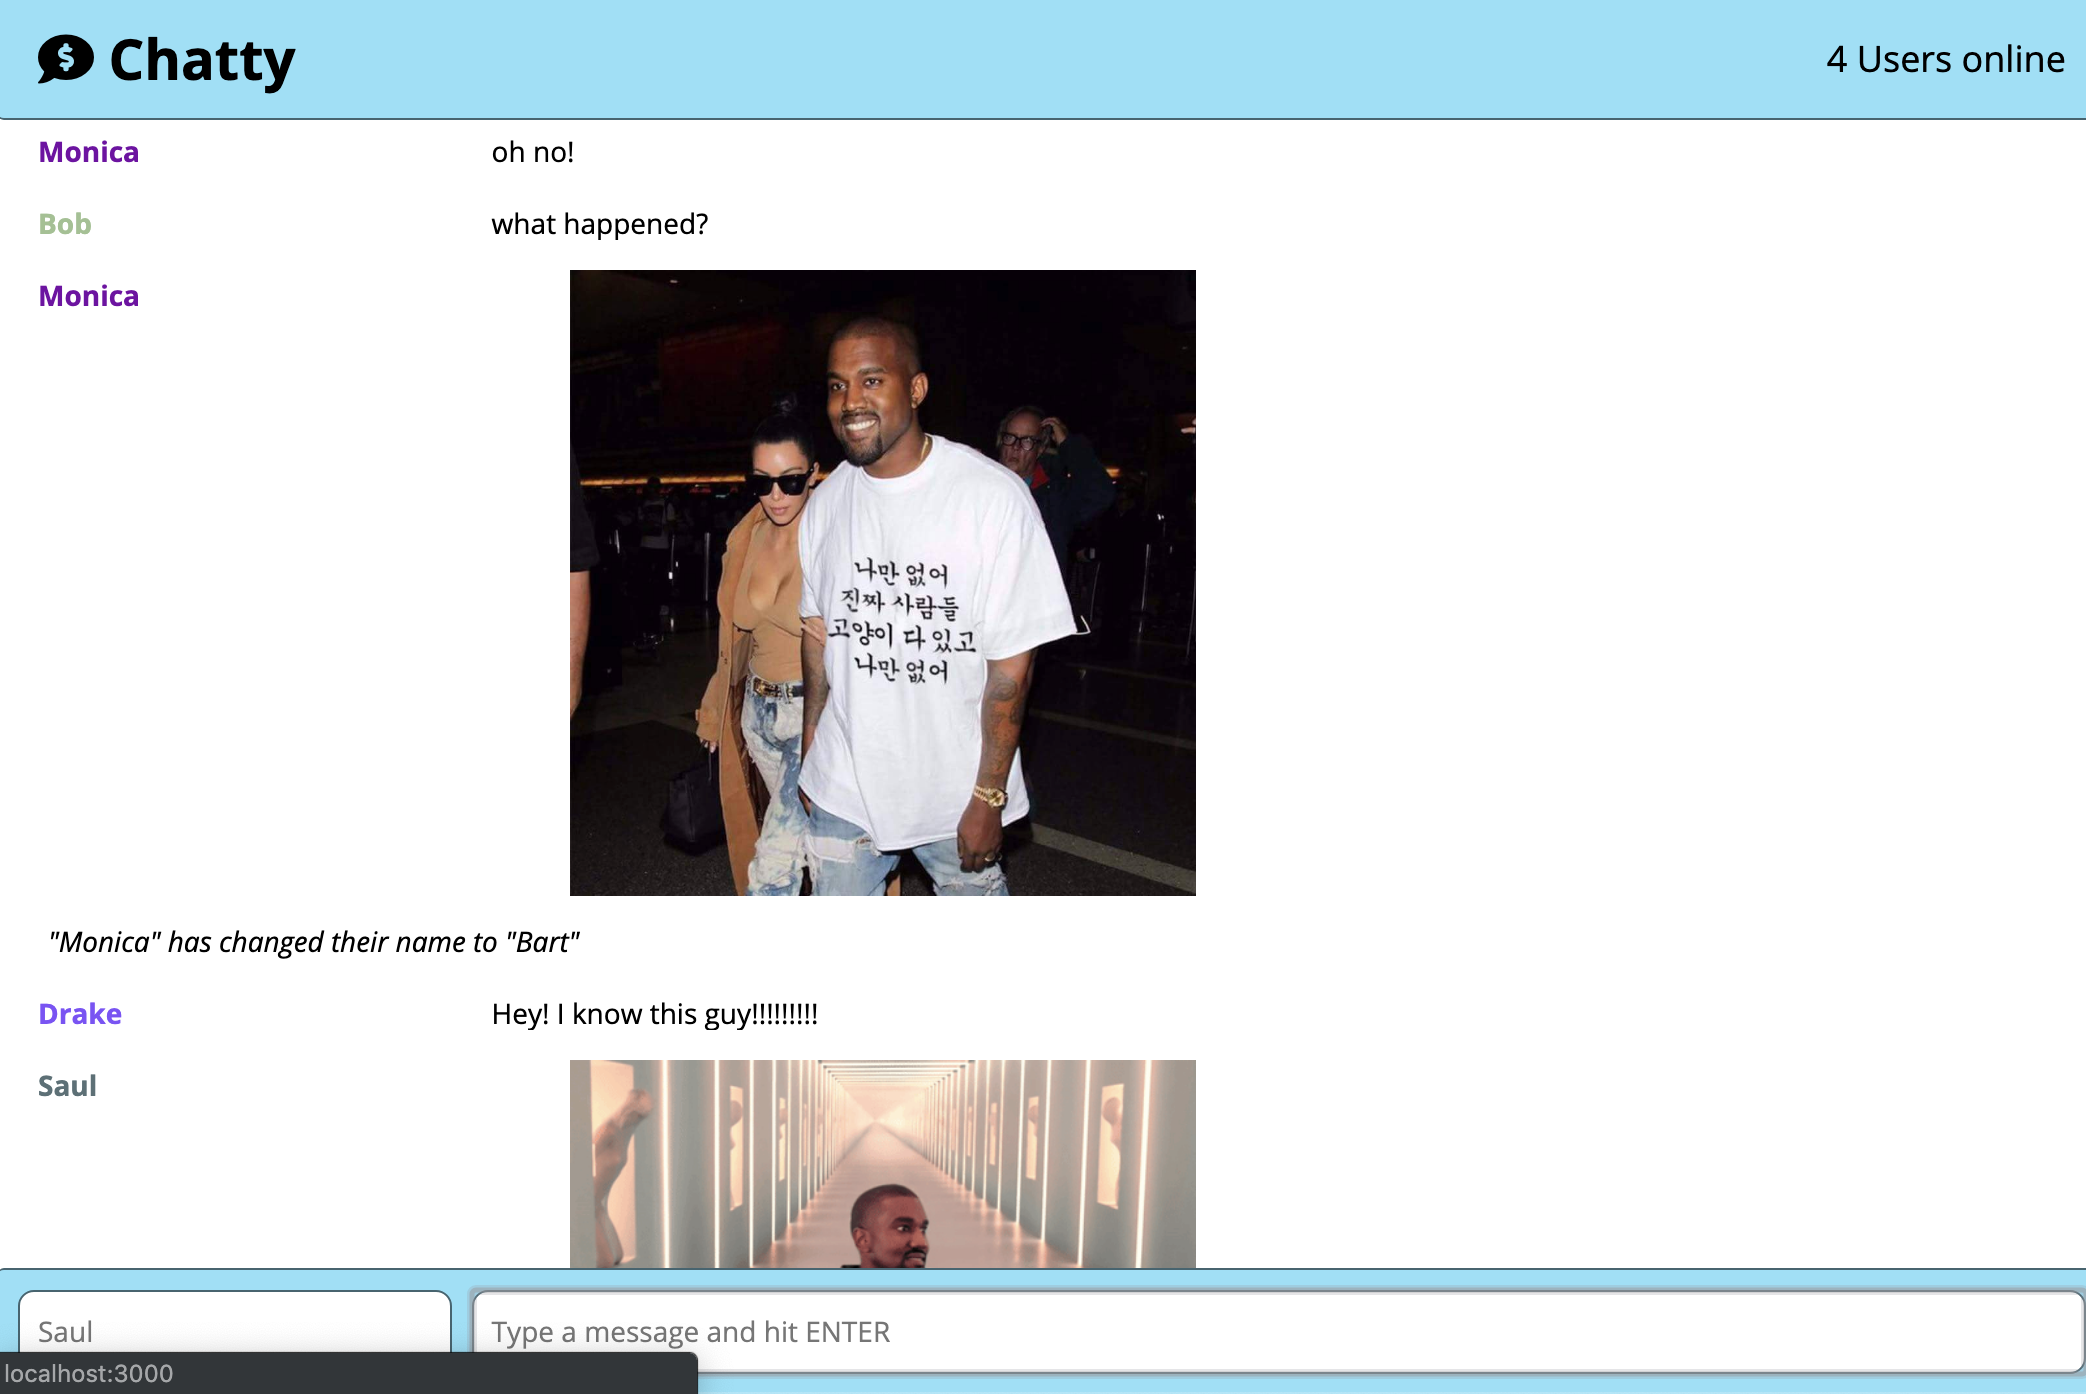 Chatty
4 Users online
Monica
oh no!
Bob
what happened?
Monica
나만 없어
진짜 사람들
고양이 다 있고
나만 없어
"Monica" has changed their name to "Bart"
Drake
Hey! I know this guy!!!!!!!!!
Saul
Saul
Type a message and hit ENTER
localhost:3000